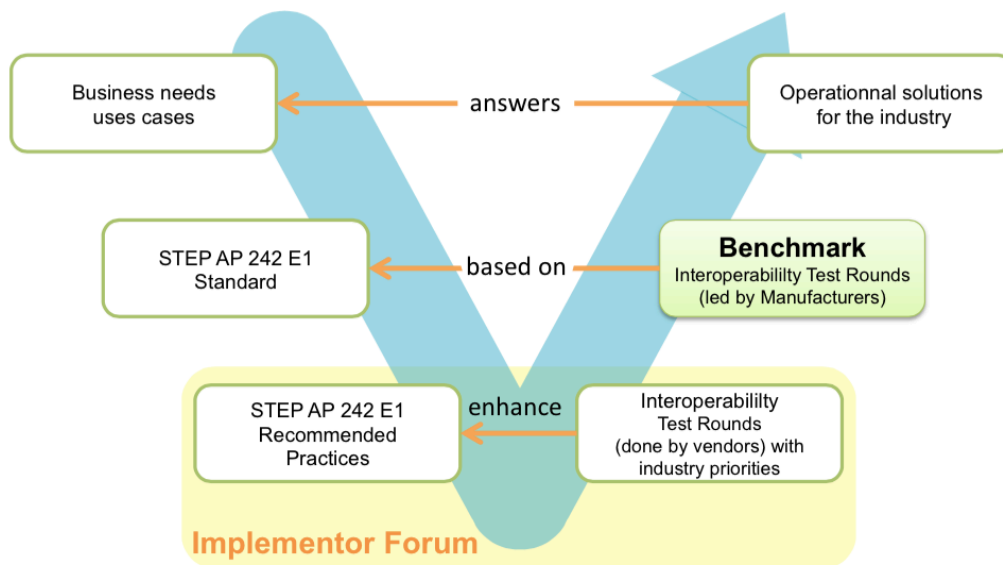 Business needs
uses cases
answers
Operationnal solutions
for the industry
STEP AP 242 E1
Standard
based on
Benchmark
Interoperabililty Test Rounds
(led by Manufacturers)
STEP AP 242 E1
Recommended
Practices
enhance
Interoperabililty
Test Rounds
(done by vendors) with
industry priorities
Implementor Forum